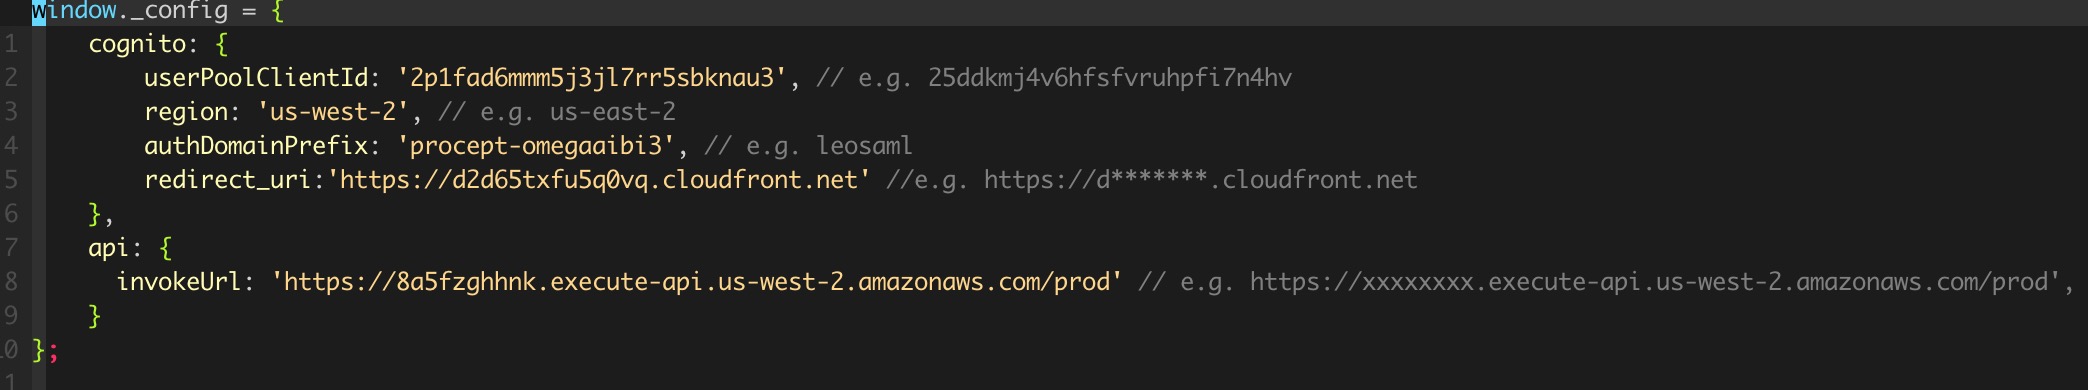 window._config = {
1 cognito: {
2 userPoolClientId: '2p1fad6mmm5j3jl7rr5sbknau3', // e.g. 25ddkmj4v6hfsfvruhpfi7n4hv
3 region: 'us-west-2', // e.g. us-east-2
4 authDomainPrefix: 'procept-omegaaibi3', // e.g. leosaml
5 redirect_uri:'https://d2d65txfu5q0vq.cloudfront.net' //e.g. https://d*******.cloudfront.net
6 },
7 api: {
8 invokeUrl: 'https://8a5fzghhnk.execute-api.us-west-2.amazonaws.com/prod' // e.g. https://xxxxxxxx.execute-api.us-west-2.amazonaws.com/prod',
9 }
10 };